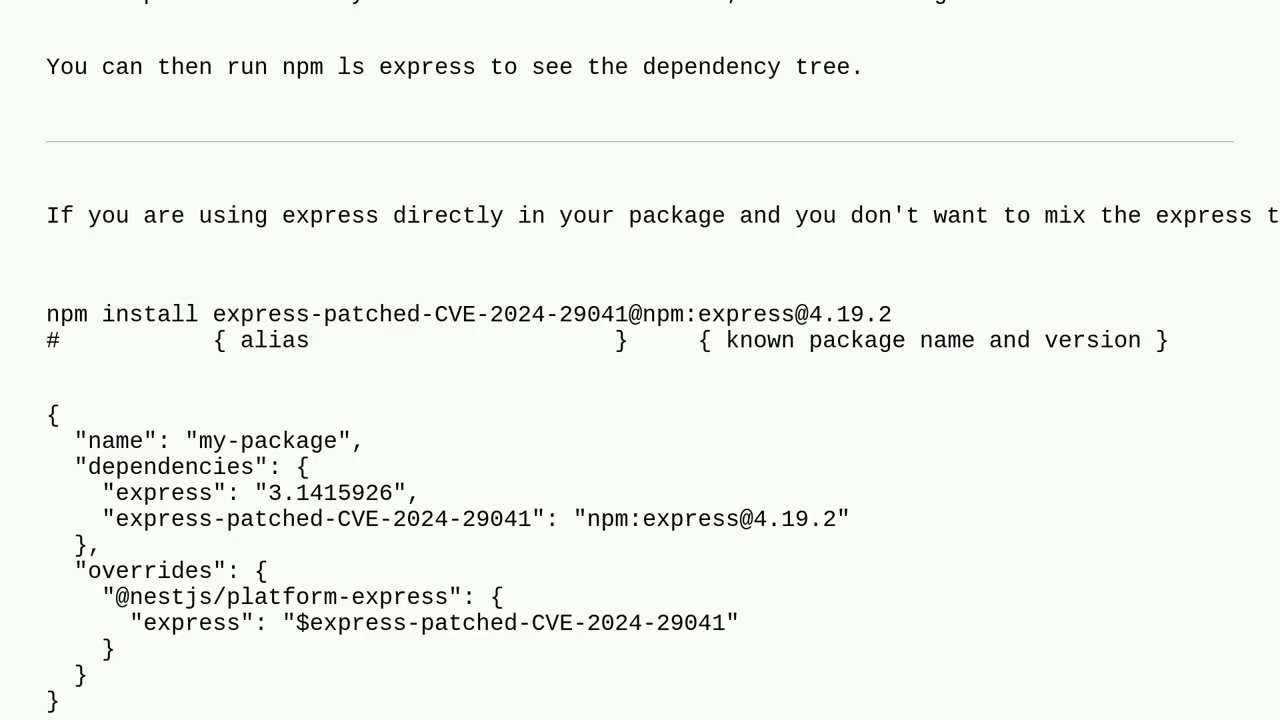 You can then run npm ls express to see the dependency tree.
If you are using express directly in your package and you don't want to mix the express
npm install express-patched-CVE-2024-29041@npm:express@4.19.2
#           { alias                      }     { known package name and version }
{
  "name": "my-package",
  "dependencies": {
    "express": "3.1415926",
    "express-patched-CVE-2024-29041": "npm:express@4.19.2"
  },
  "overrides": {
    "@nestjs/platform-express": {
      "express": "$express-patched-CVE-2024-29041"
    }
  }
}